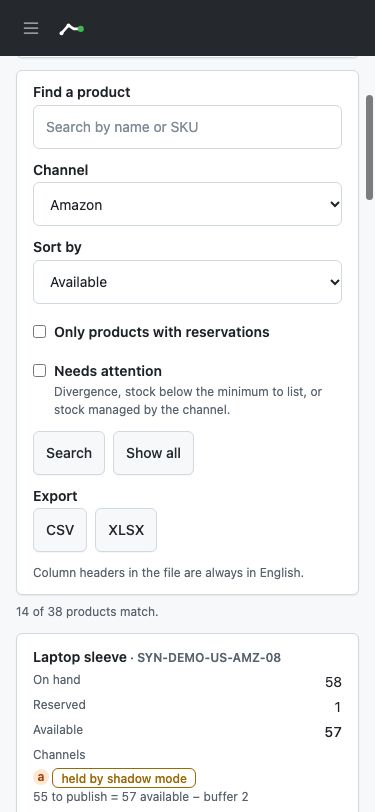 Find a product
Search by name or SKU
Channel
Amazon
Sort by
Available
Only products with reservations
Needs attention
Divergence, stock below the minimum to list, or
stock managed by the channel.
Search
Show all
Export
CSV
XLSX
Column headers in the file are always in English.
14 of 38 products match.
Laptop sleeve · SYN-DEMO-US-AMZ-08
On hand 58
Reserved 1
Available 57
Channels
a held by shadow mode
55 to publish = 57 available − buffer 2